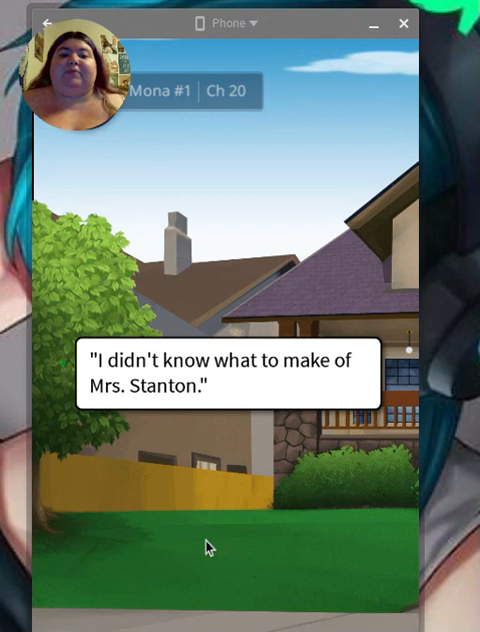 Phone
Mona #1 | Ch 20
"I didn't know what to make of
Mrs. Stanton."